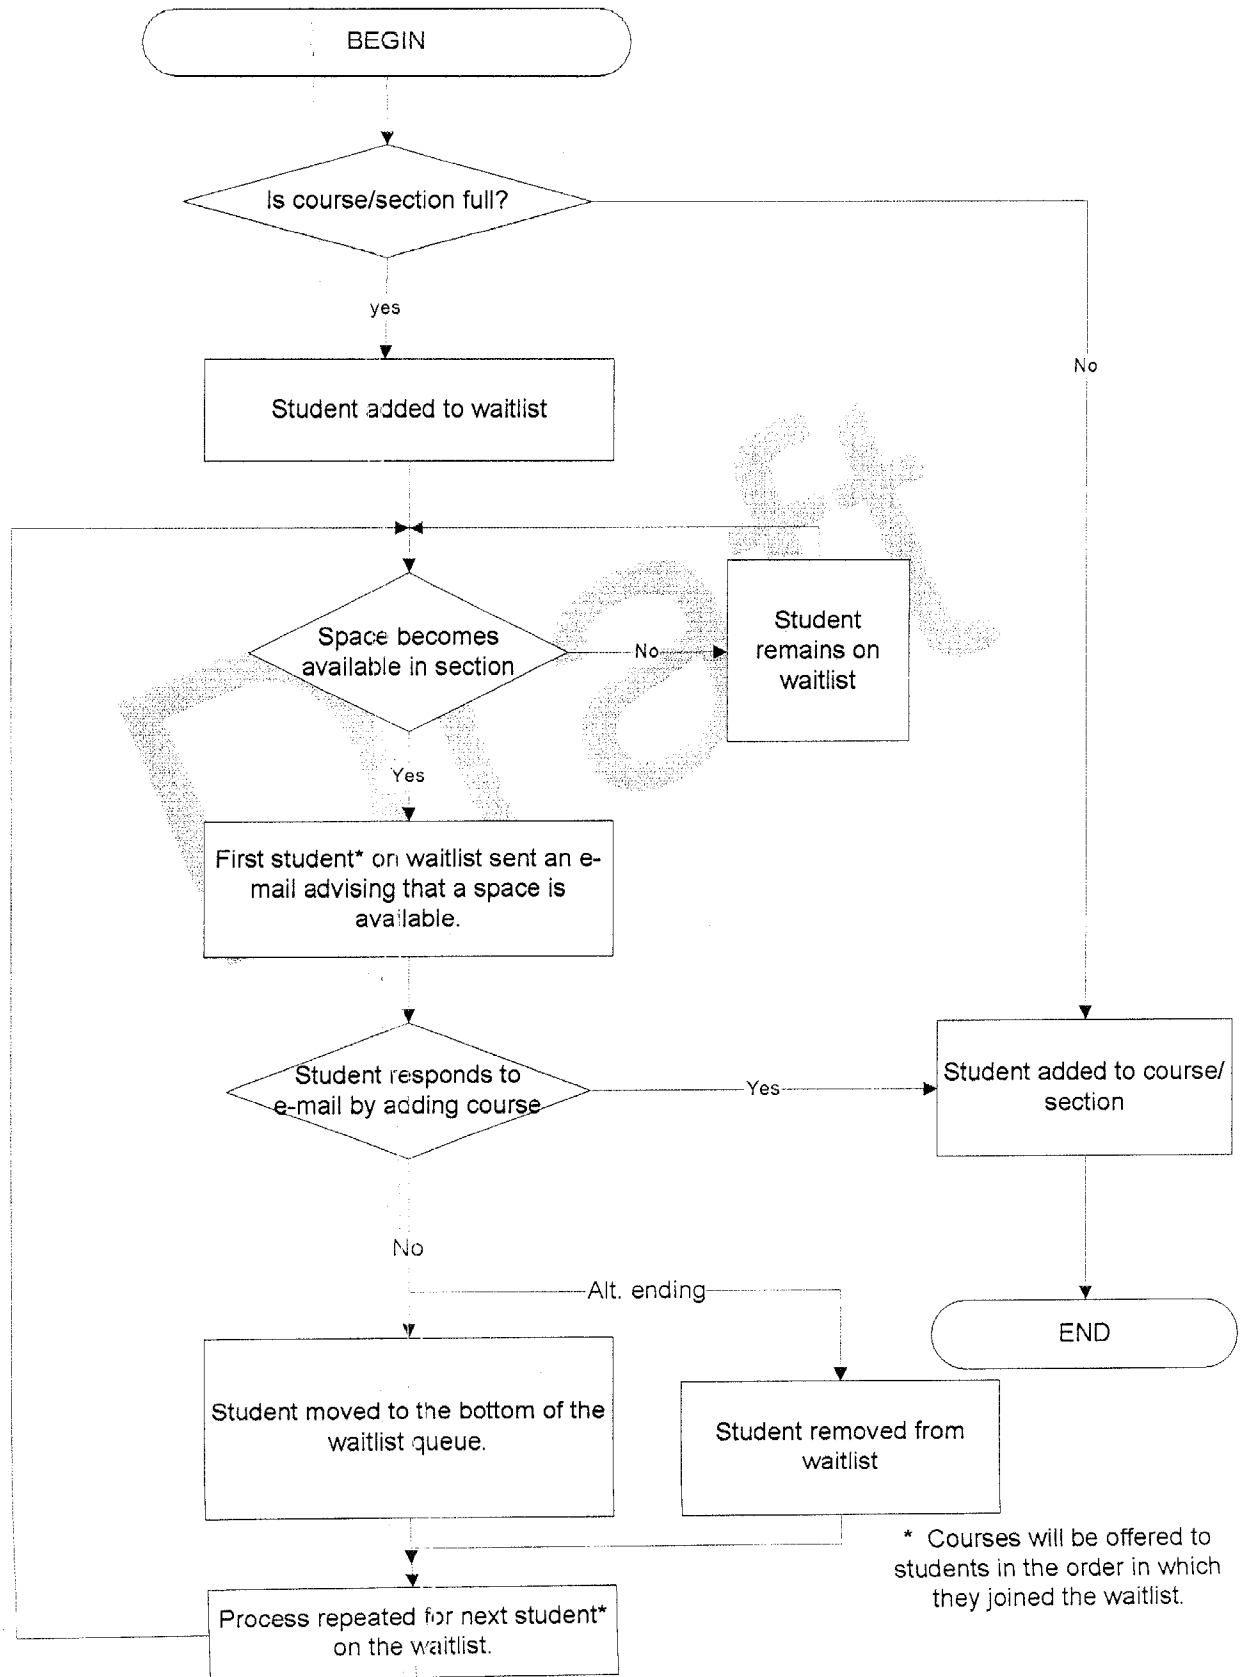 BEGIN
Is course/section full?
yes
No
Student added to waitlist
Space becomes
available in section
No
Student
remains on
waitlist
Yes
First student* on waitlist sent an e-
mail advising that a space is
available.
Student responds to
e-mail by adding course
Yes
Student added to course/
section
No
Alt. ending
END
Student moved to the bottom of the
waitlist queue.
Student removed from
waitlist
* Courses will be offered to
students in the order in which
they joined the waitlist.
Process repeated for next student*
on the waitlist.
Draft